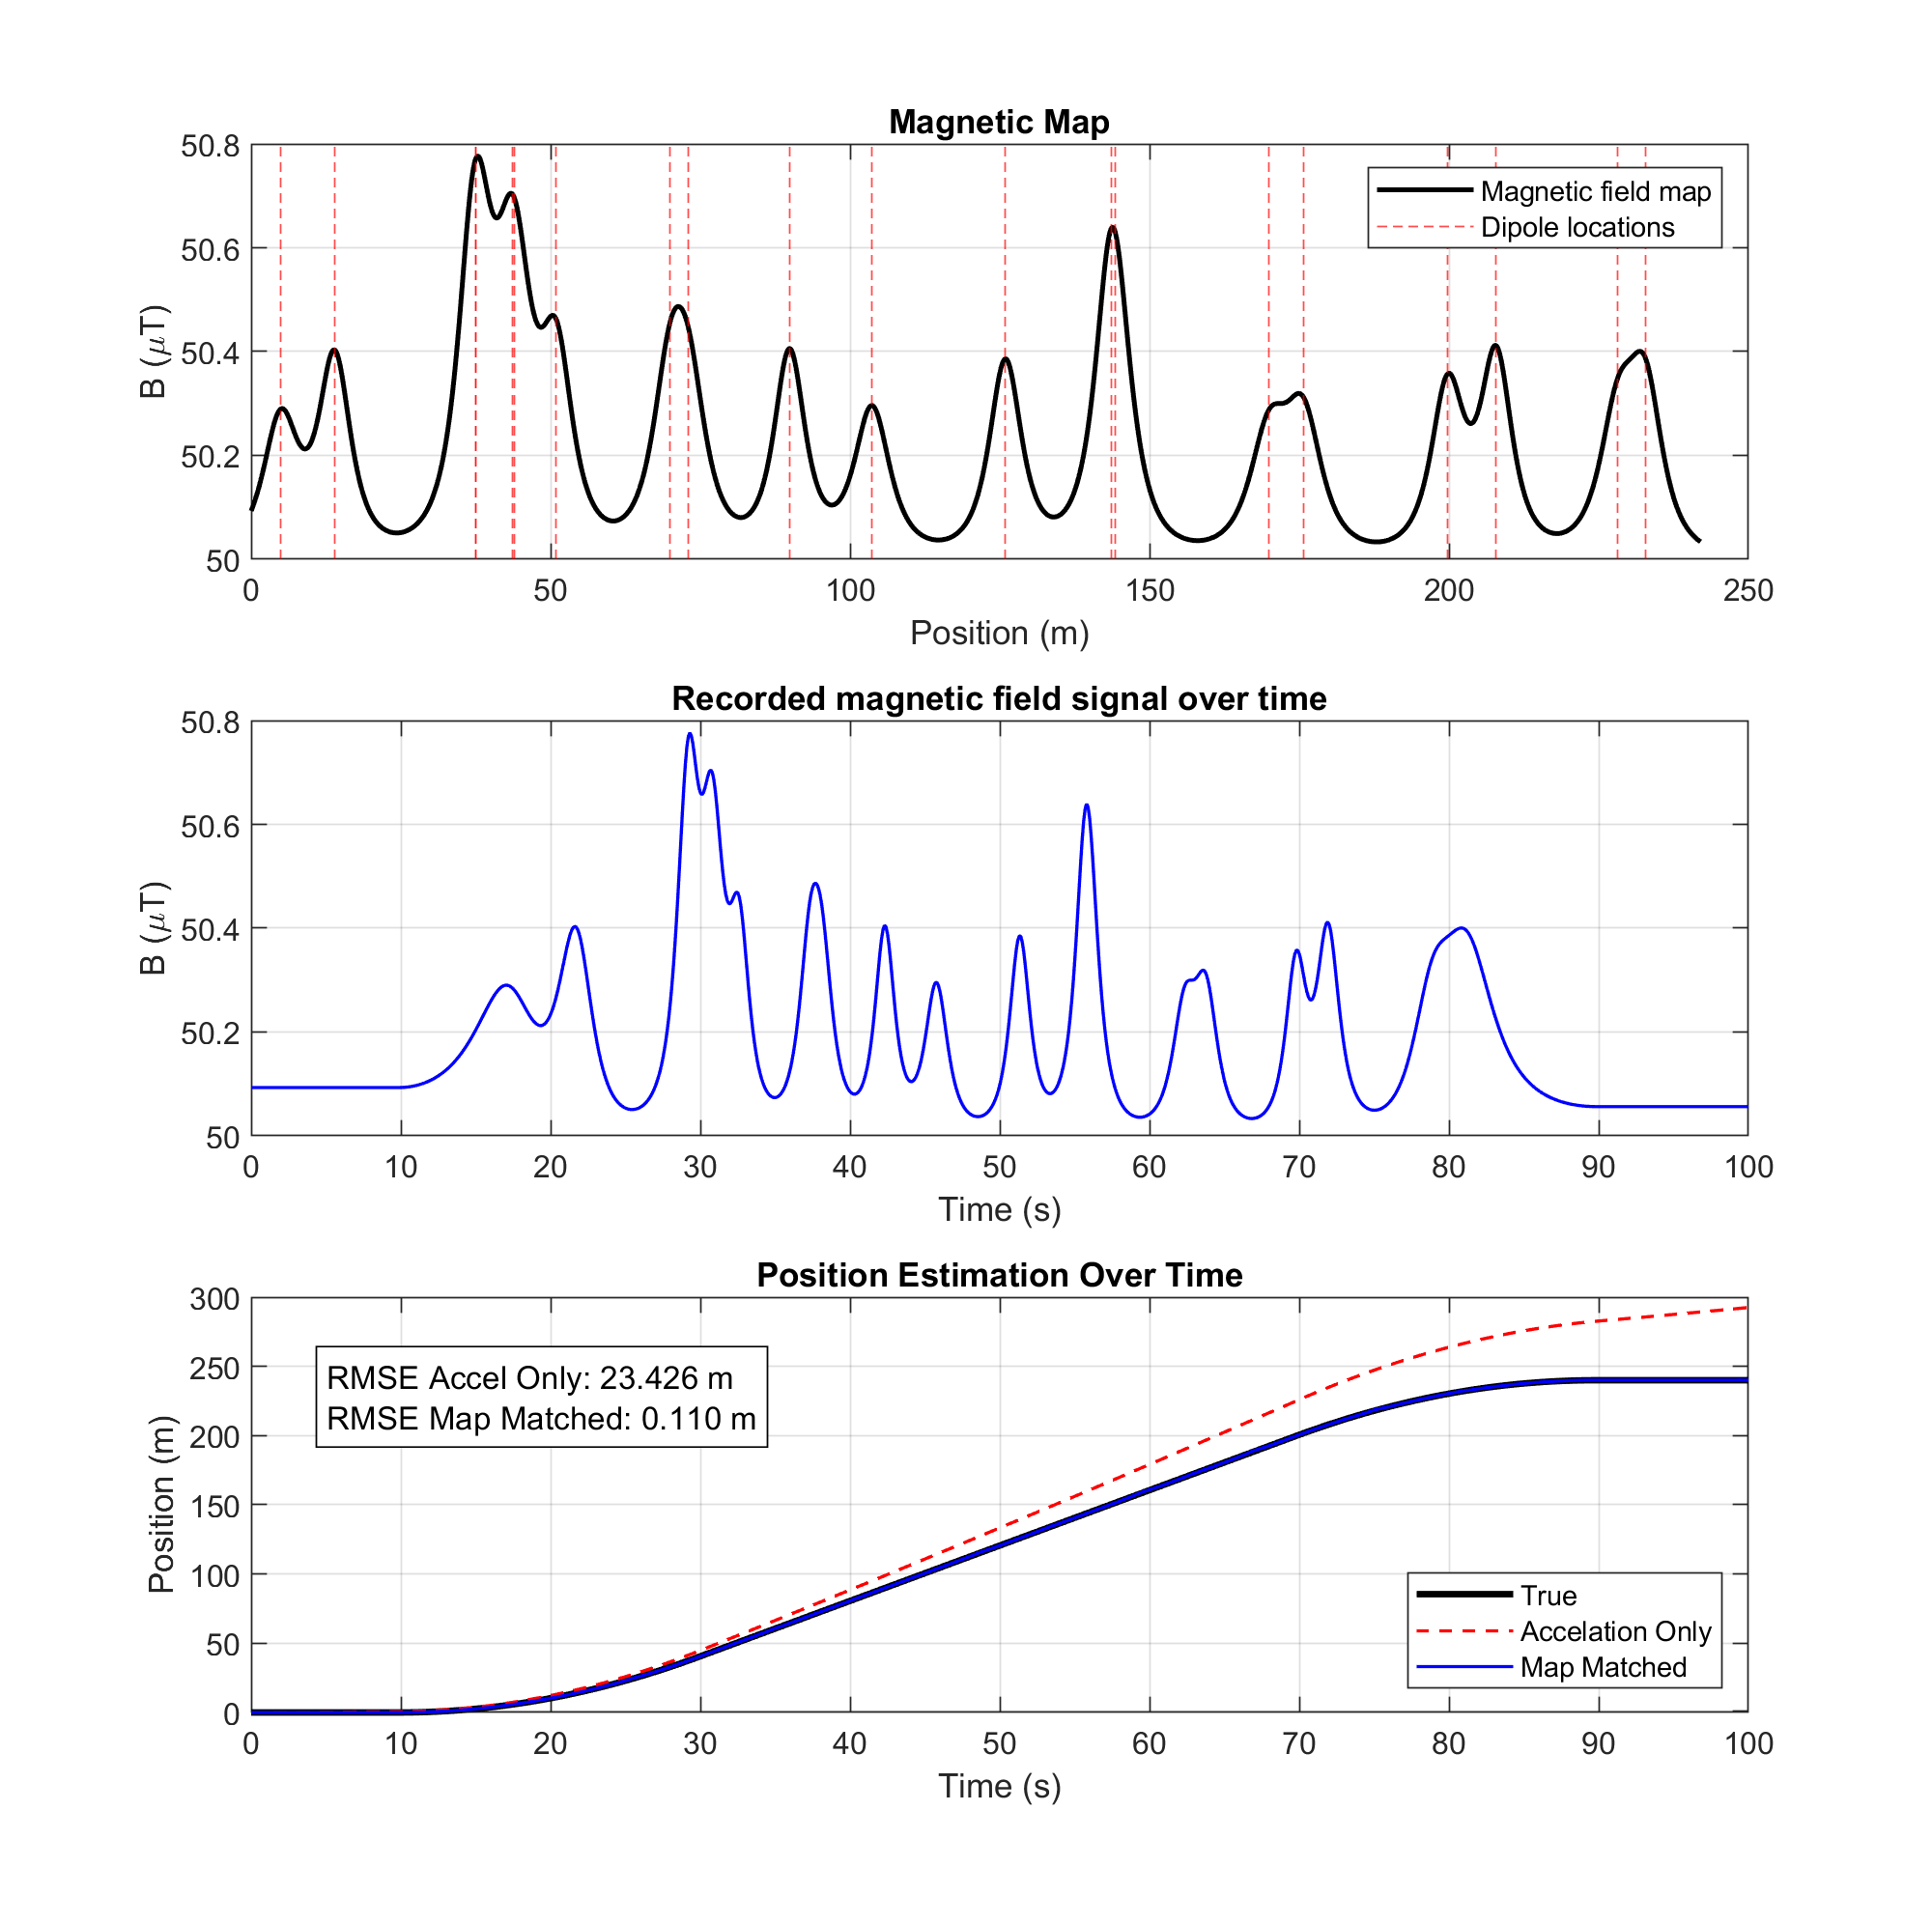 Magnetic Map
50.8
50.6
50.4
50.2
50
B (μT)
Magnetic field map
Dipole locations
0 50 100 150 200 250
Position (m)
Recorded magnetic field signal over time
50.8
50.6
50.4
50.2
50
B (μT)
0 10 20 30 40 50 60 70 80 90 100
Time (s)
Position Estimation Over Time
300
250
200
150
100
50
0
Position (m)
RMSE Accel Only: 23.426 m
RMSE Map Matched: 0.110 m
True
Accelation Only
Map Matched
0 10 20 30 40 50 60 70 80 90 100
Time (s)